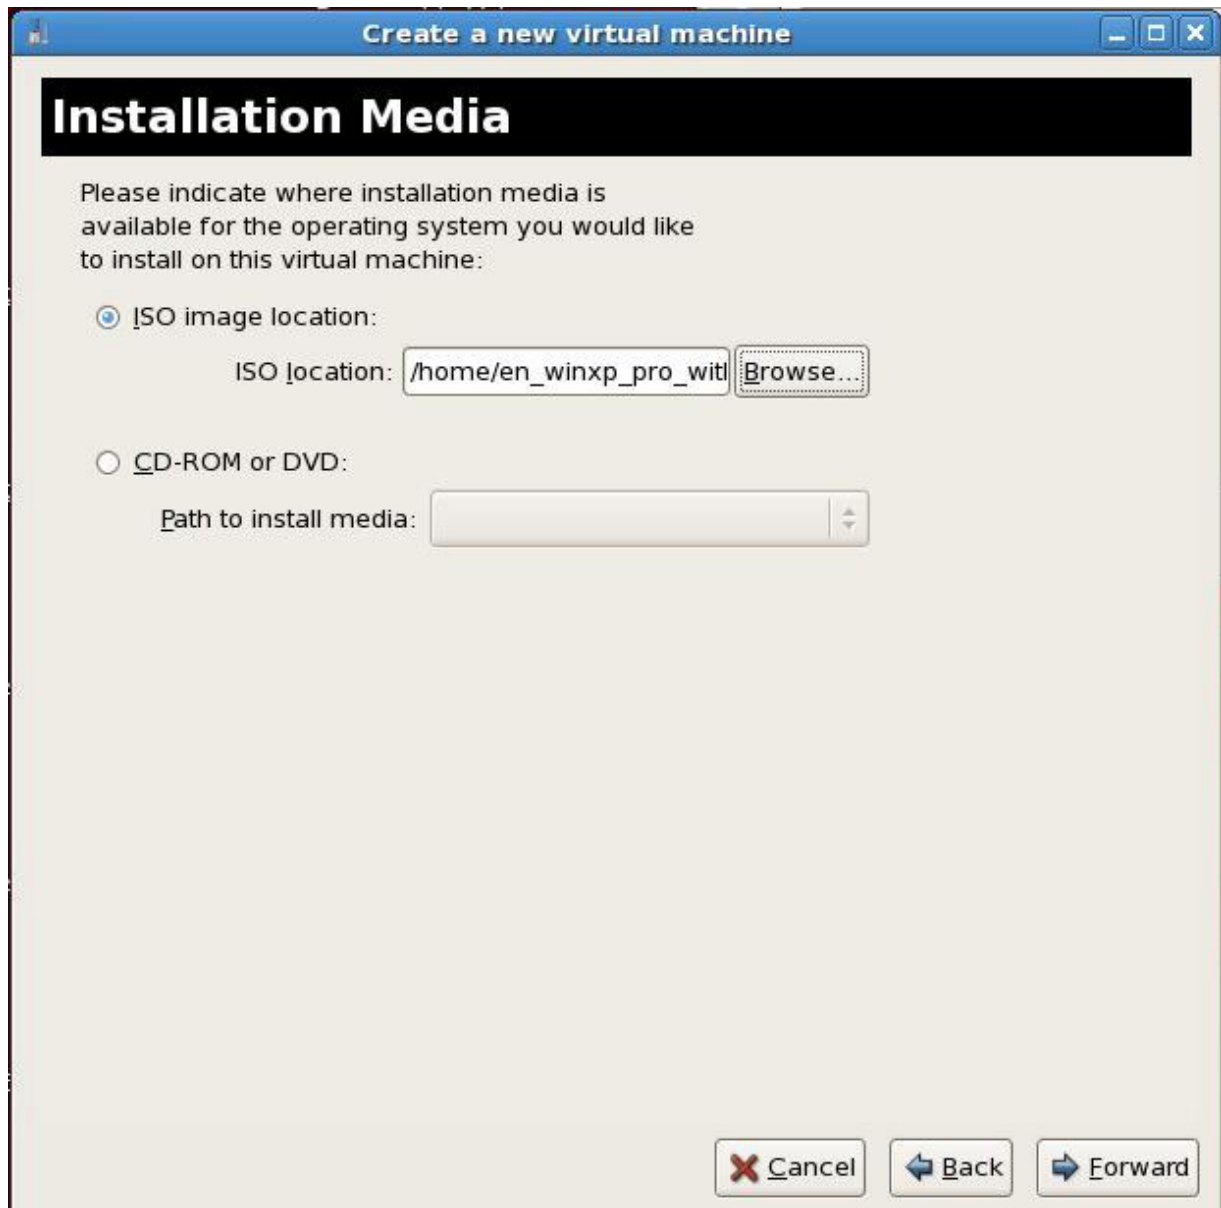 Create a new virtual machine
Installation Media
Please indicate where installation media is
available for the operating system you would like
to install on this virtual machine:
ISO image location:
ISO location: /home/en_winxp_pro_with Browse...
CD-ROM or DVD:
Path to install media:
Cancel Back Forward